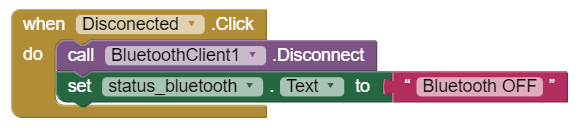 when Disconected .Click
do call BluetoothClient1 .Disconnect
set status_bluetooth . Text to “ Bluetooth OFF ”